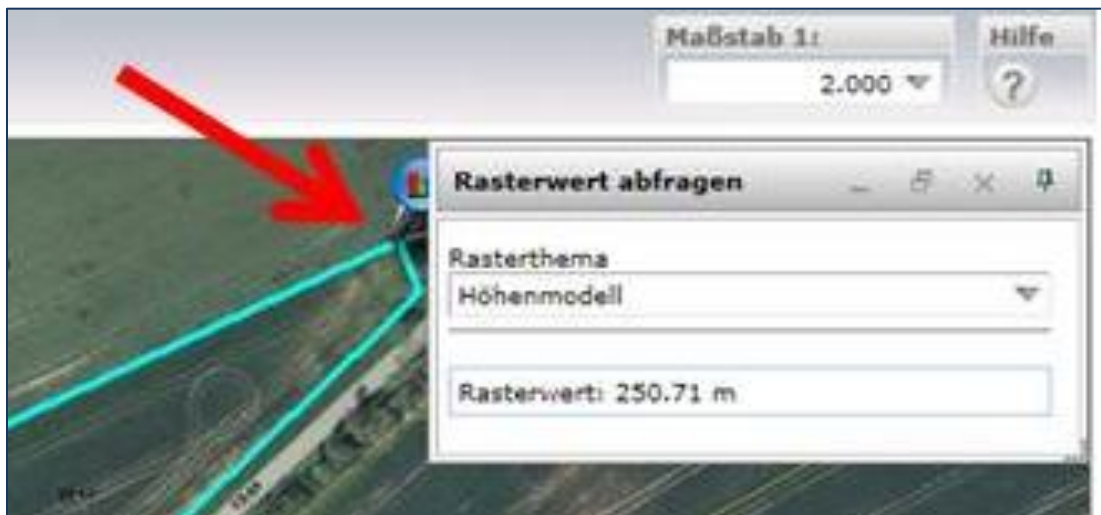 Maßstab 1:
Hilfe
2.000
?
Rasterwert abfragen
Rasterthema
Höhenmodell
Rasterwert: 250.71 m